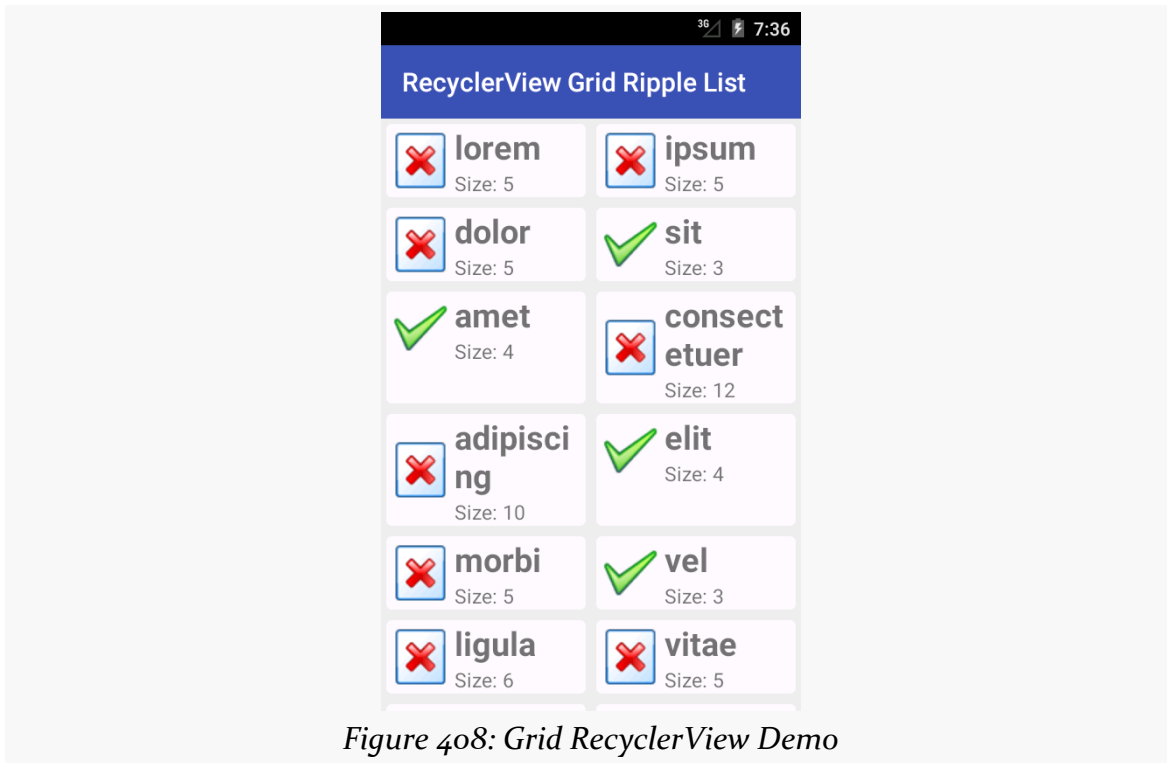 3G 7:36
RecyclerView Grid Ripple List
lorem
Size: 5
ipsum
Size: 5
dolor
Size: 5
sit
Size: 3
amet
Size: 4
consect
etuer
Size: 12
adipisci
ng
Size: 10
elit
Size: 4
morbi
Size: 5
vel
Size: 3
ligula
Size: 6
vitae
Size: 5
Figure 408: Grid RecyclerView Demo